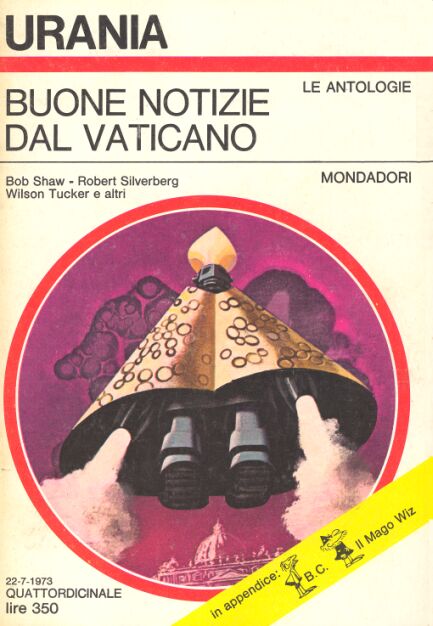 URANIA
LE ANTOLOGIE
BUONE NOTIZIE
DAL VATICANO
MONDADORI
Bob Shaw - Robert Silverberg
Wilson Tucker e altri
in appendice:
B.C.
Il Mago Wiz
22-7-1973
QUATTORDICINALE
lire 350